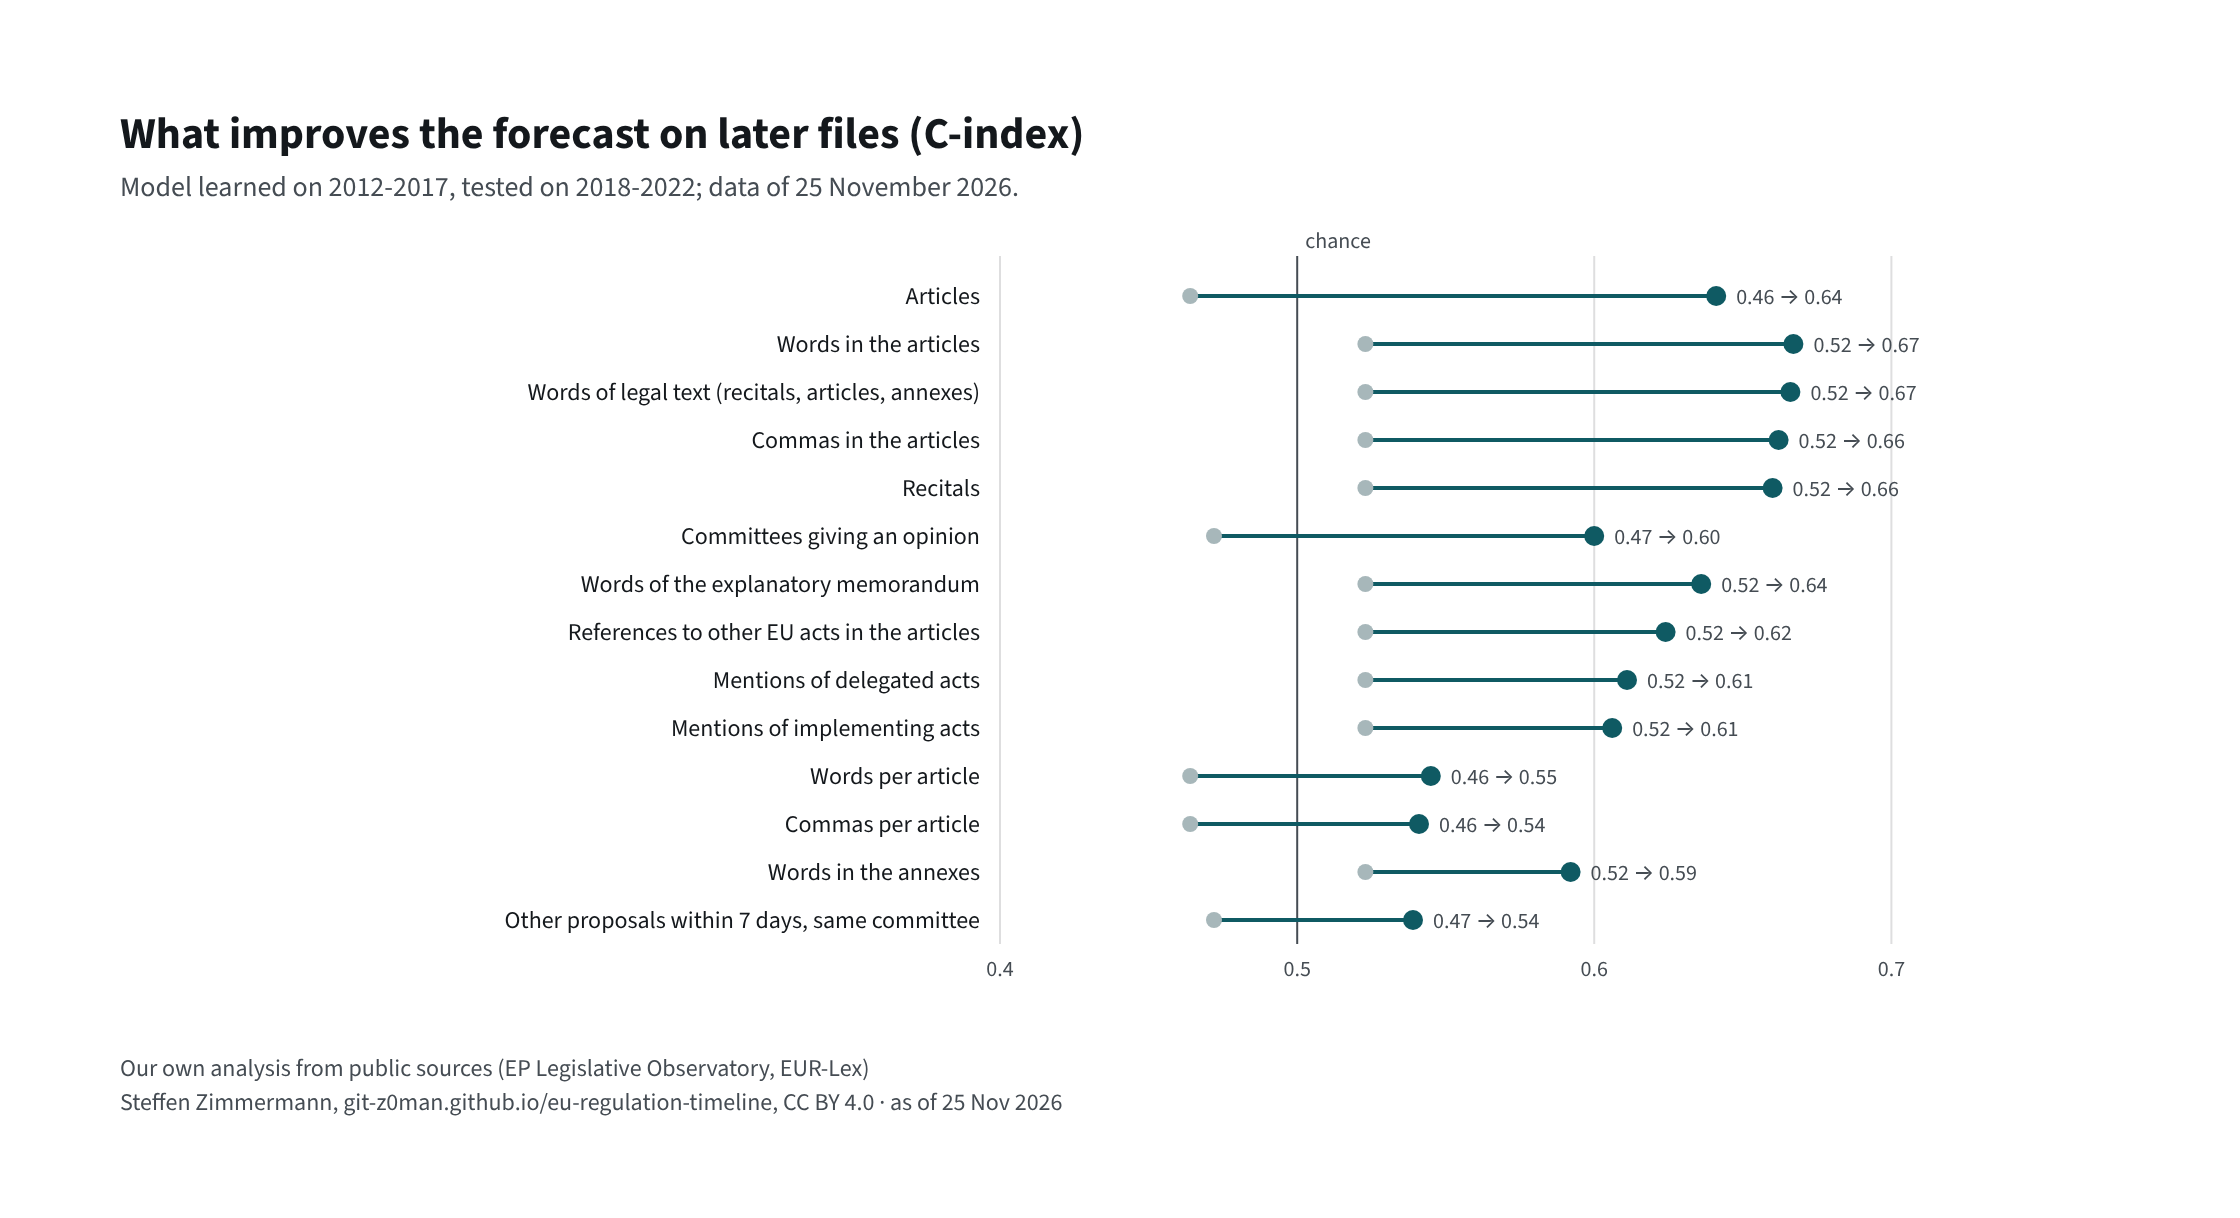 What improves the forecast on later files (C-index)
Model learned on 2012-2017, tested on 2018-2022; data of 25 November 2026.
chance
Articles 0.46 → 0.64
Words in the articles 0.52 → 0.67
Words of legal text (recitals, articles, annexes) 0.52 → 0.67
Commas in the articles 0.52 → 0.66
Recitals 0.52 → 0.66
Committees giving an opinion 0.47 → 0.60
Words of the explanatory memorandum 0.52 → 0.64
References to other EU acts in the articles 0.52 → 0.62
Mentions of delegated acts 0.52 → 0.61
Mentions of implementing acts 0.52 → 0.61
Words per article 0.46 → 0.55
Commas per article 0.46 → 0.54
Words in the annexes 0.52 → 0.59
Other proposals within 7 days, same committee 0.47 → 0.54
0.4 0.5 0.6 0.7
Our own analysis from public sources (EP Legislative Observatory, EUR-Lex)
Steffen Zimmermann, git-z0man.github.io/eu-regulation-timeline, CC BY 4.0 · as of 25 Nov 2026